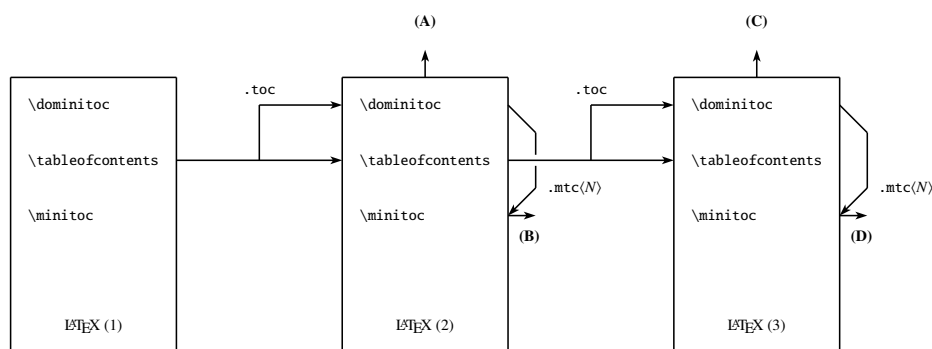 (A) (C)
.toc .toc
\dominitoc \dominitoc \dominitoc
\tableofcontents \tableofcontents \tableofcontents
.mtc⟨N⟩ .mtc⟨N⟩
\minitoc \minitoc \minitoc
(B) (D)
LATEX (1) LATEX (2) LATEX (3)